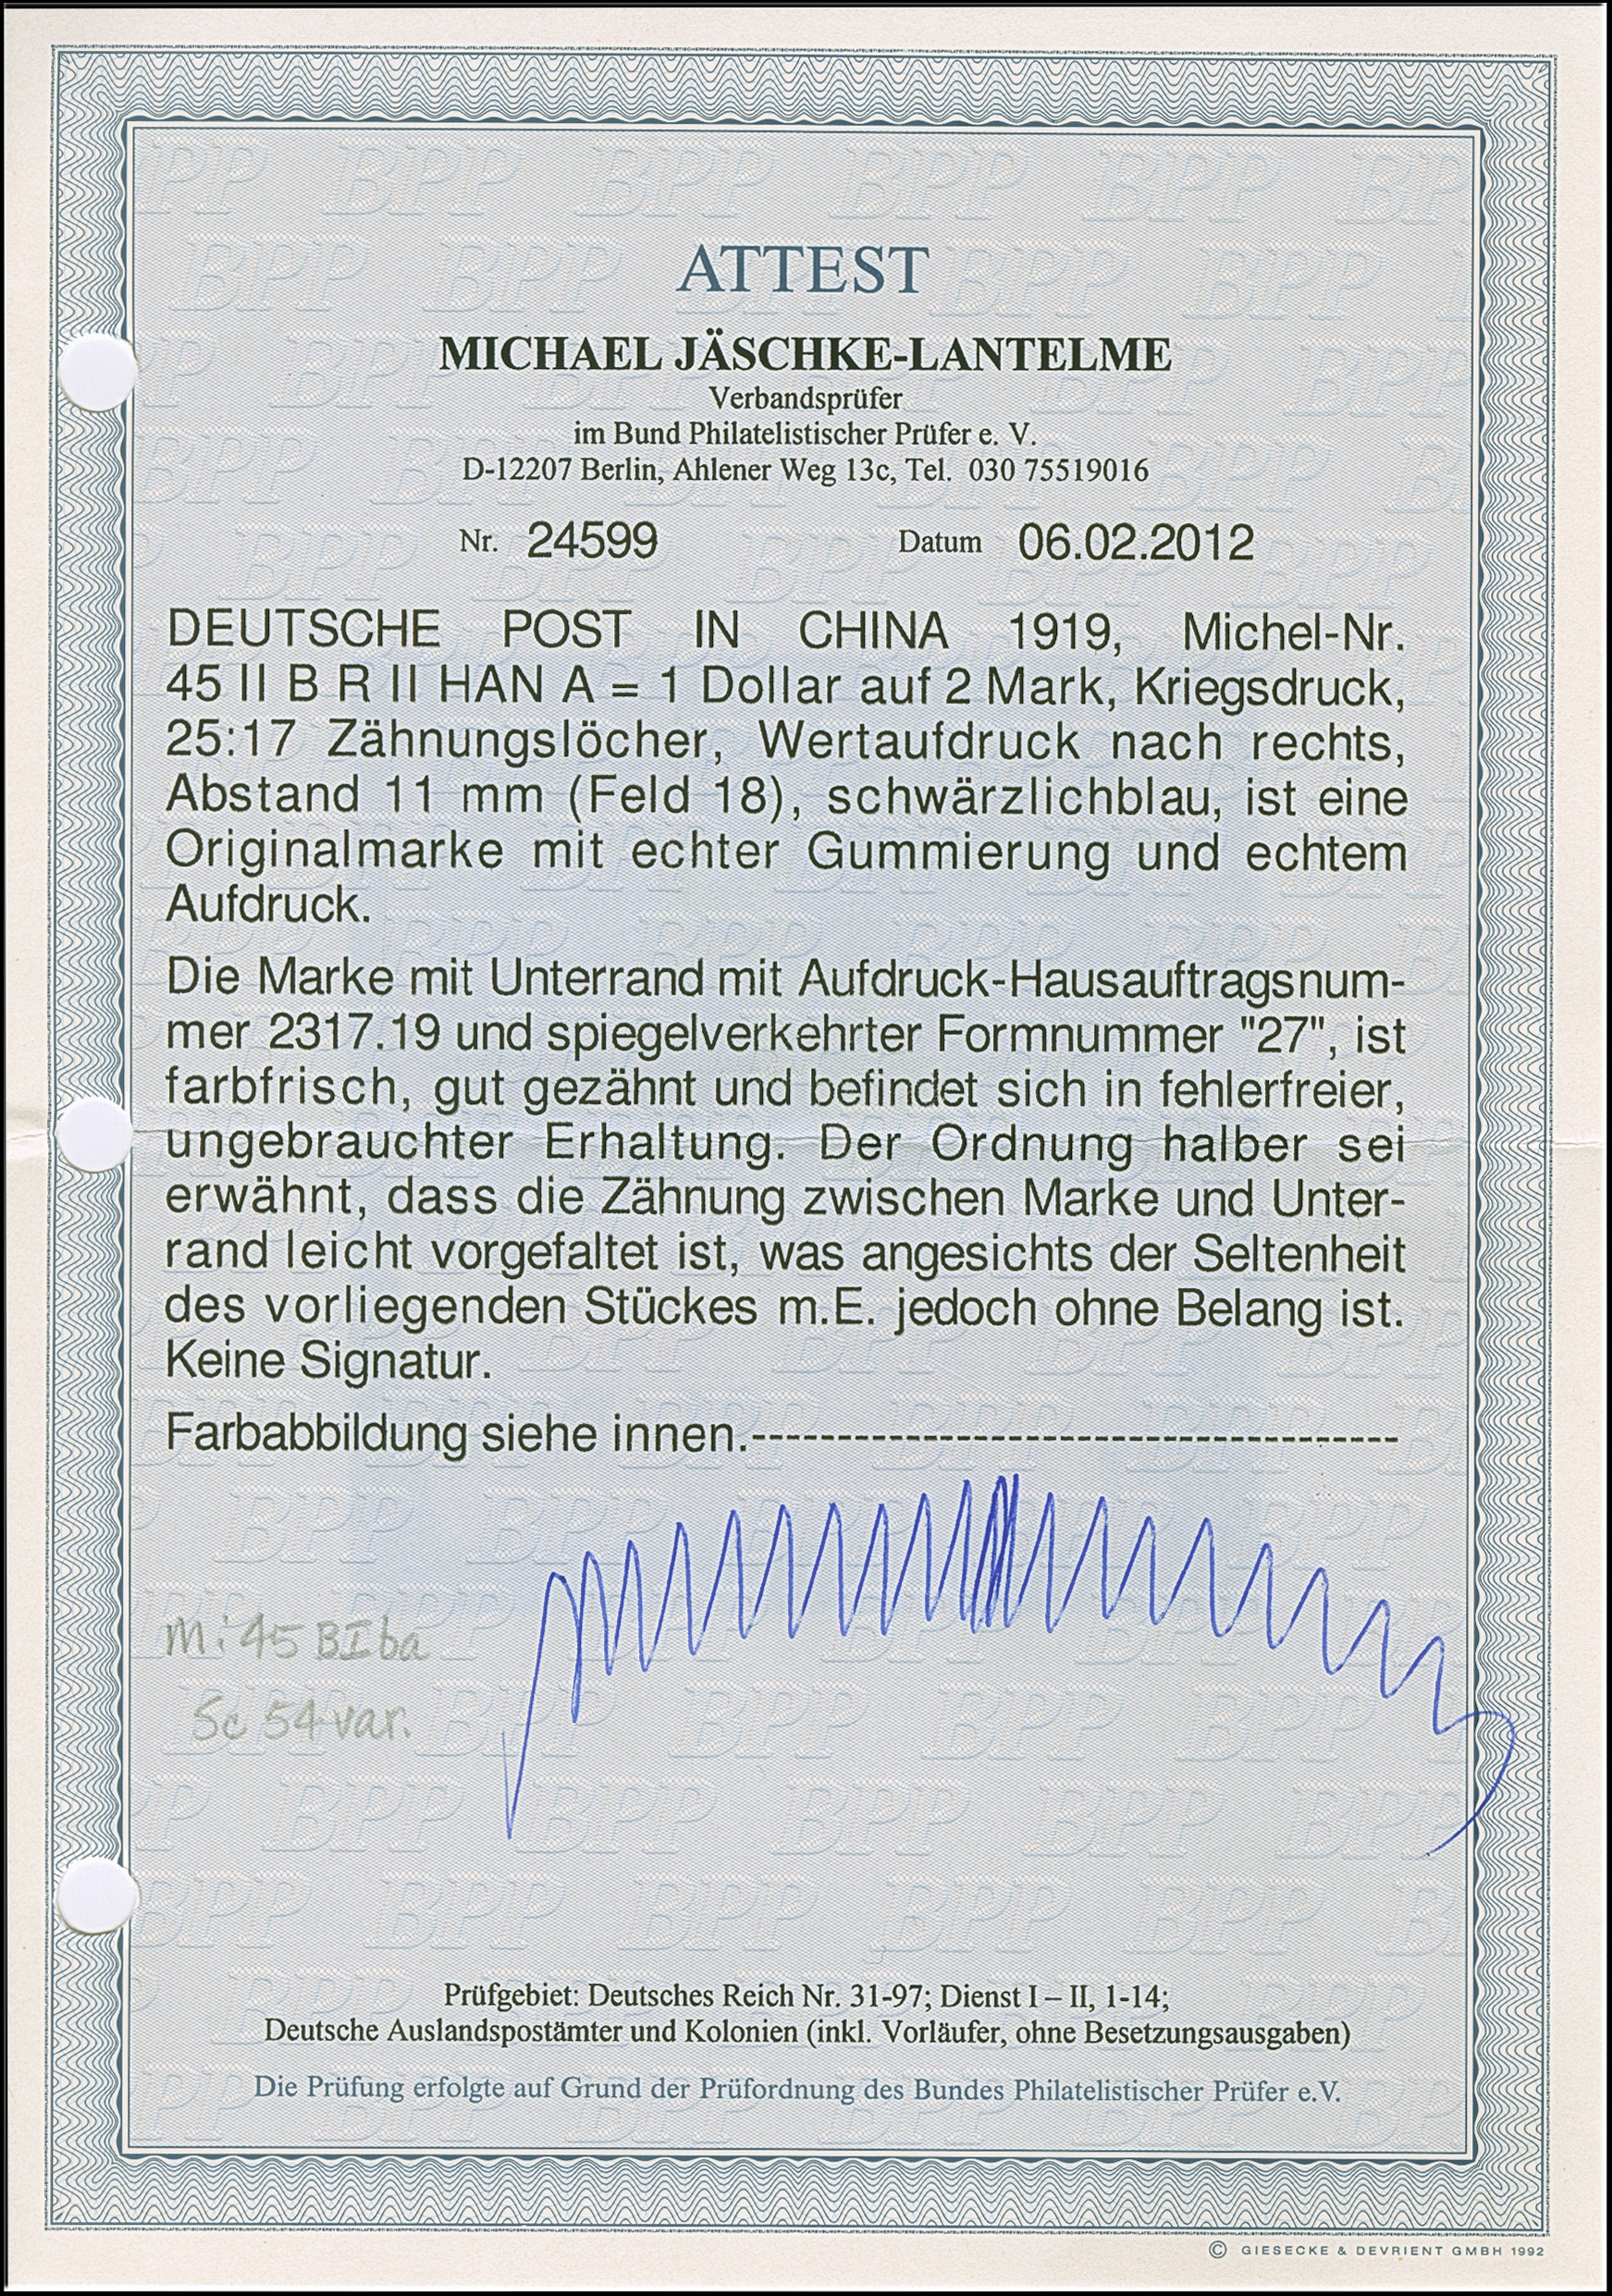 ATTEST
MICHAEL JÄSCHKE-LANTELME
Verbandsprüfer
im Bund Philatelistischer Prüfer e. V.
D-12207 Berlin, Ahlener Weg 13c, Tel. 030 75519016
Nr. 24599 Datum 06.02.2012
DEUTSCHE POST IN CHINA 1919, Michel-Nr.
45 II B R II HAN A = 1 Dollar auf 2 Mark, Kriegsdruck,
25:17 Zähnungslöcher, Wertaufdruck nach rechts,
Abstand 11 mm (Feld 18), schwärzlichblau, ist eine
Originalmarke mit echter Gummierung und echtem
Aufdruck.
Die Marke mit Unterrand mit Aufdruck-Hausauftragsnum-
mer 2317.19 und spiegelverkehrter Formnummer "27", ist
farbfrisch, gut gezähnt und befindet sich in fehlerfreier,
ungebrauchter Erhaltung. Der Ordnung halber sei
erwähnt, dass die Zähnung zwischen Marke und Unter-
rand leicht vorgefaltet ist, was angesichts der Seltenheit
des vorliegenden Stückes m.E. jedoch ohne Belang ist.
Keine Signatur.
Farbabbildung siehe innen.--------------------------------------
Mi 45 BI ba
Sc 54 var.
Prüfgebiet: Deutsches Reich Nr. 31-97; Dienst I – II, 1-14;
Deutsche Auslandspostämter und Kolonien (inkl. Vorläufer, ohne Besetzungsausgaben)
Die Prüfung erfolgte auf Grund der Prüfordnung des Bundes Philatelistischer Prüfer e.V.
© GIESECKE & DEVRIENT GMBH 1992